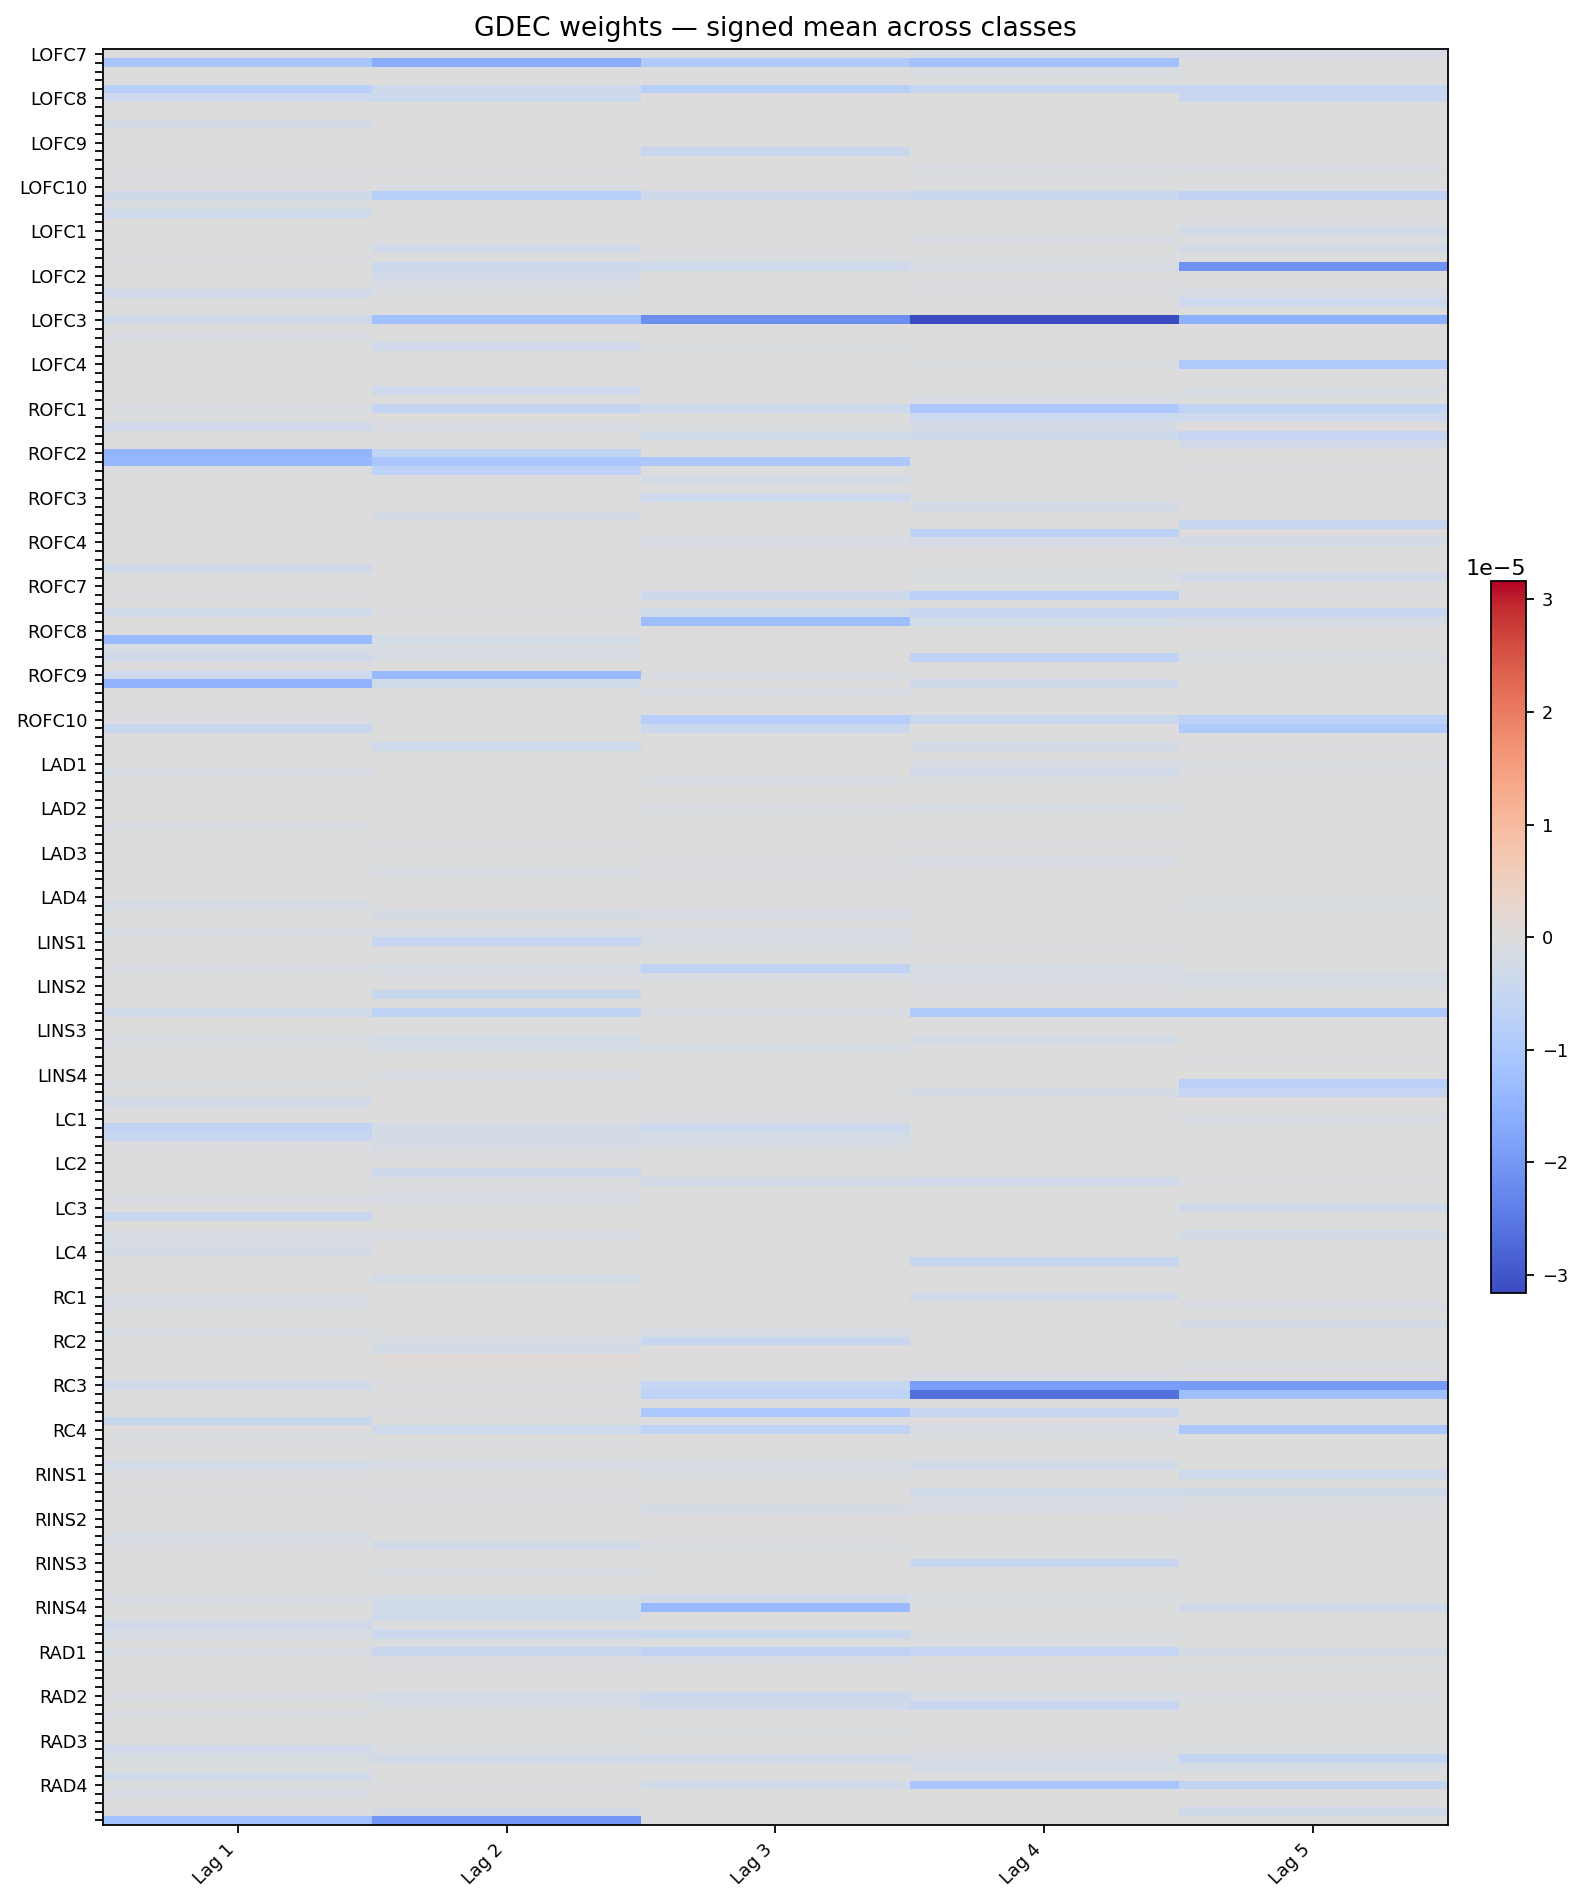 GDEC weights — signed mean across classes
LOFC7
LOFC8
LOFC9
LOFC10
LOFC1
LOFC2
LOFC3
LOFC4
ROFC1
ROFC2
ROFC3
ROFC4
ROFC7
ROFC8
ROFC9
ROFC10
LAD1
LAD2
LAD3
LAD4
LINS1
LINS2
LINS3
LINS4
LC1
LC2
LC3
LC4
RC1
RC2
RC3
RC4
RINS1
RINS2
RINS3
RINS4
RAD1
RAD2
RAD3
RAD4
Lag 1
Lag 2
Lag 3
Lag 4
Lag 5
1e−5
3
2
1
0
−1
−2
−3